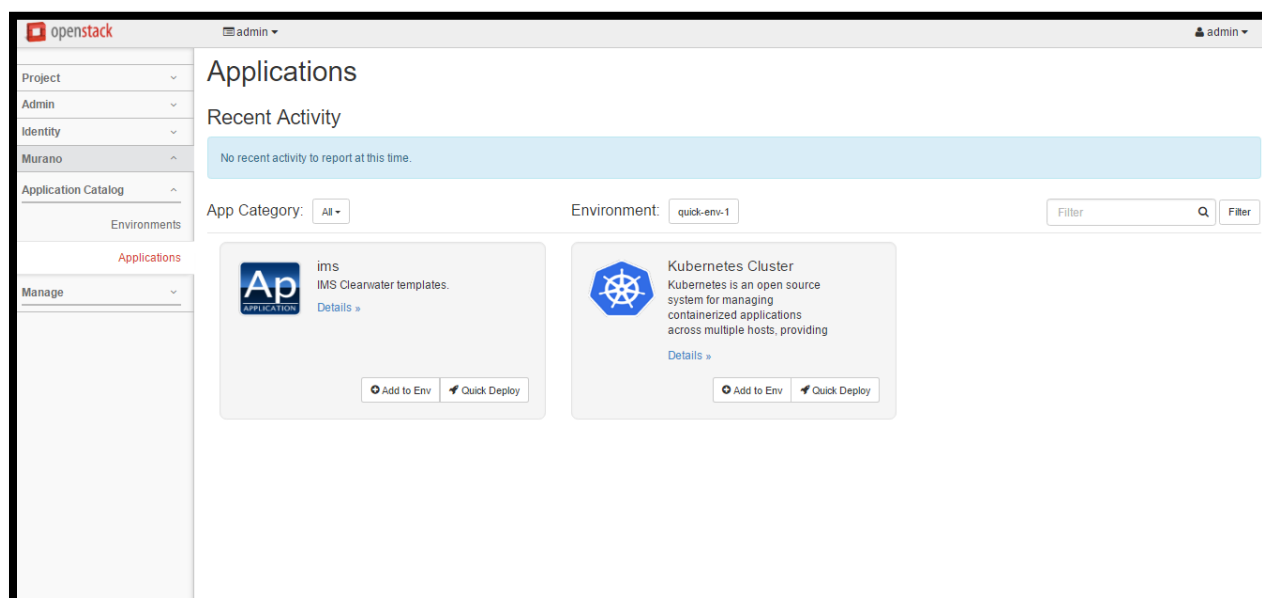 openstack
admin
admin
Project
Admin
Identity
Murano
Application Catalog
Environments
Applications
Manage
Applications
Recent Activity
No recent activity to report at this time.
App Category: All
Environment: quick-env-1
Filter
Filter
Ap
APPLICATION
ims
IMS Clearwater templates.
Details »
Add to Env
Quick Deploy
Kubernetes Cluster
Kubernetes is an open source
system for managing
containerized applications
across multiple hosts, providing
Details »
Add to Env
Quick Deploy